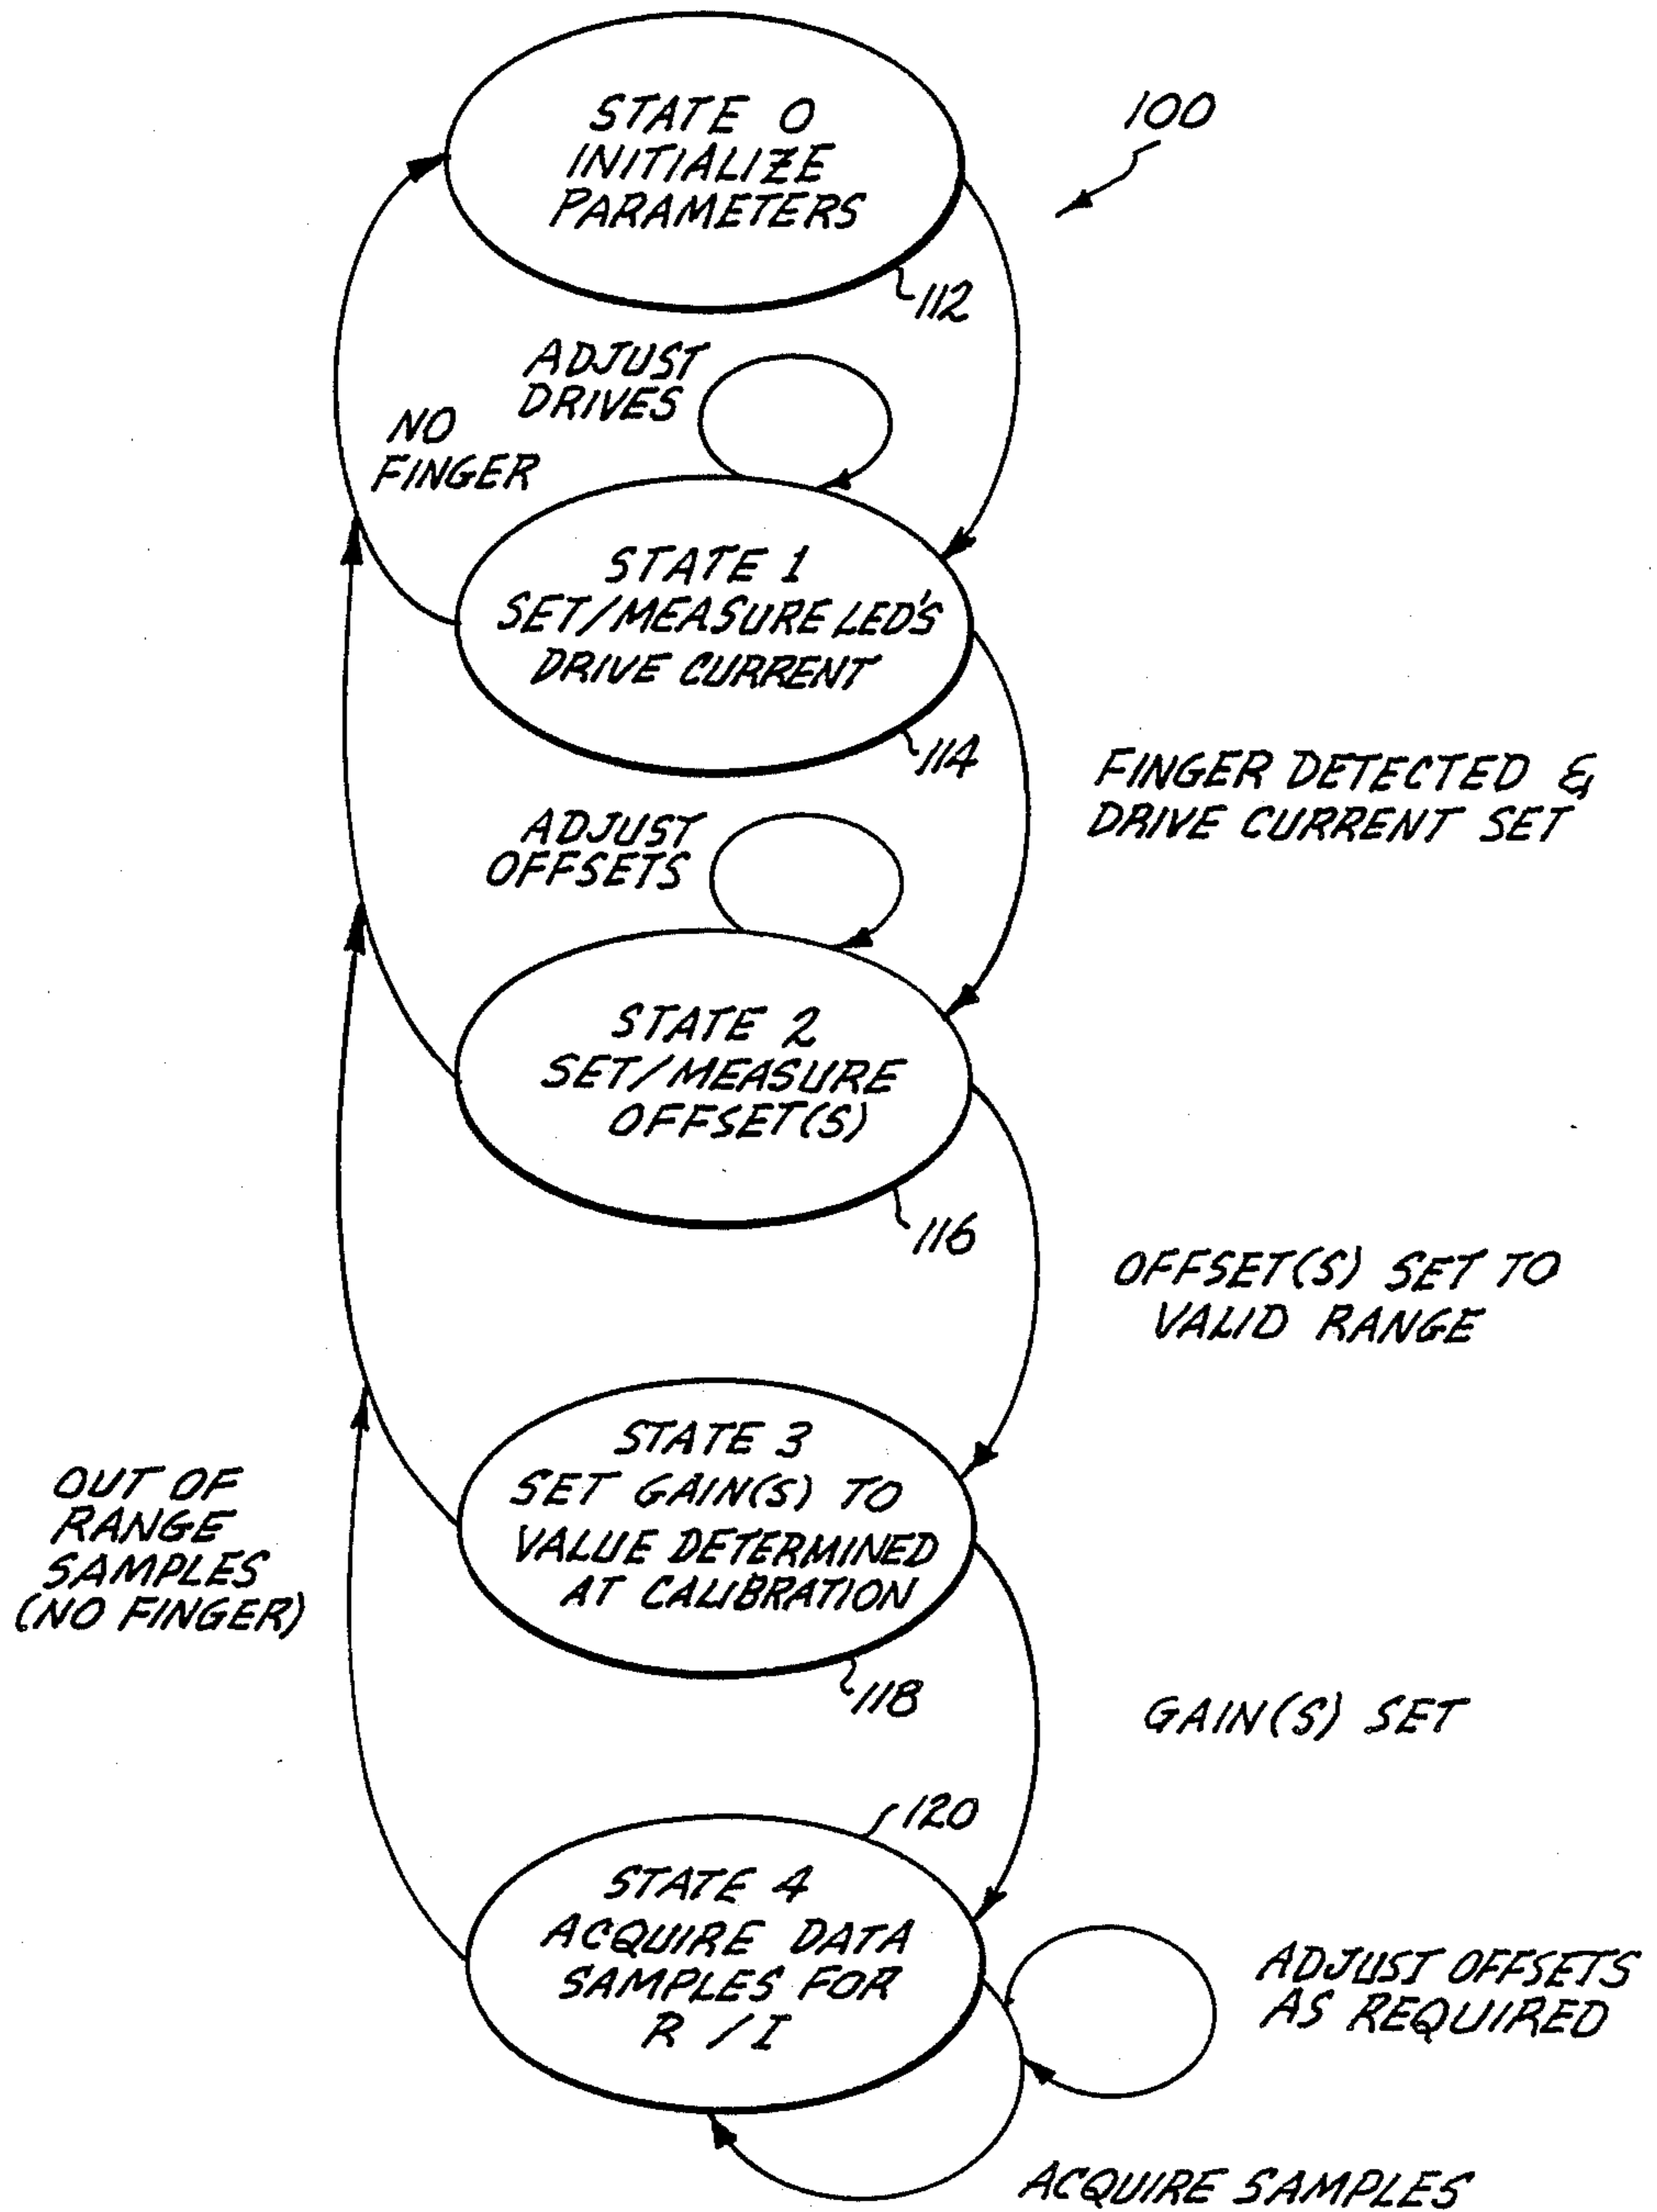 STATE 0
INITIALIZE
PARAMETERS
100
112
ADJUST
DRIVES
NO
FINGER
STATE 1
SET/MEASURE LED'S
DRIVE CURRENT
114
FINGER DETECTED &
DRIVE CURRENT SET
ADJUST
OFFSETS
STATE 2
SET/MEASURE
OFFSET(S)
116
OFFSET(S) SET TO
VALID RANGE
STATE 3
SET GAIN(S) TO
VALUE DETERMINED
AT CALIBRATION
118
OUT OF
RANGE
SAMPLES
(NO FINGER)
GAIN(S) SET
120
STATE 4
ACQUIRE DATA
SAMPLES FOR
R / I
ADJUST OFFSETS
AS REQUIRED
ACQUIRE SAMPLES